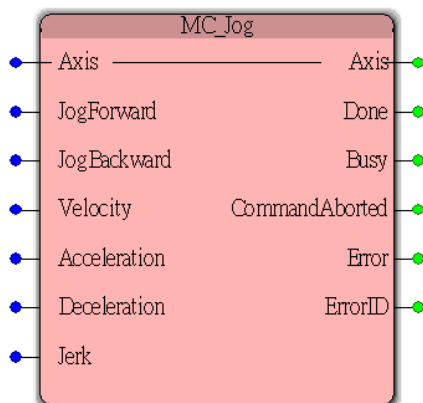 MC_Jog
Axis Axis
JogForward Done
JogBackward Busy
Velocity CommandAborted
Acceleration Error
Deceleration ErrorID
Jerk